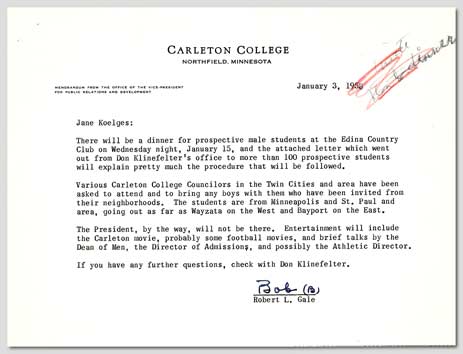 CARLETON COLLEGE
NORTHFIELD, MINNESOTA
MEMORANDUM FROM THE OFFICE OF THE VICE-PRESIDENT
FOR PUBLIC RELATIONS AND DEVELOPMENT
January 3, 1958
Jane Koelges:
There will be a dinner for prospective male students at the Edina Country
Club on Wednesday night, January 15, and the attached letter which went
out from Don Klinefelter's office to more than 100 prospective students
will explain pretty much the procedure that will be followed.
Various Carleton College Councilors in the Twin Cities and area have been
asked to attend and to bring any boys with them who have been invited from
their neighborhoods. The students are from Minneapolis and St. Paul and
area, going out as far as Wayzata on the West and Bayport on the East.
The President, by the way, will not be there. Entertainment will include
the Carleton movie, probably some football movies, and brief talks by the
Dean of Men, the Director of Admissions, and possibly the Athletic Director.
If you have any further questions, check with Don Klinefelter.
Bob (B)
Robert L. Gale